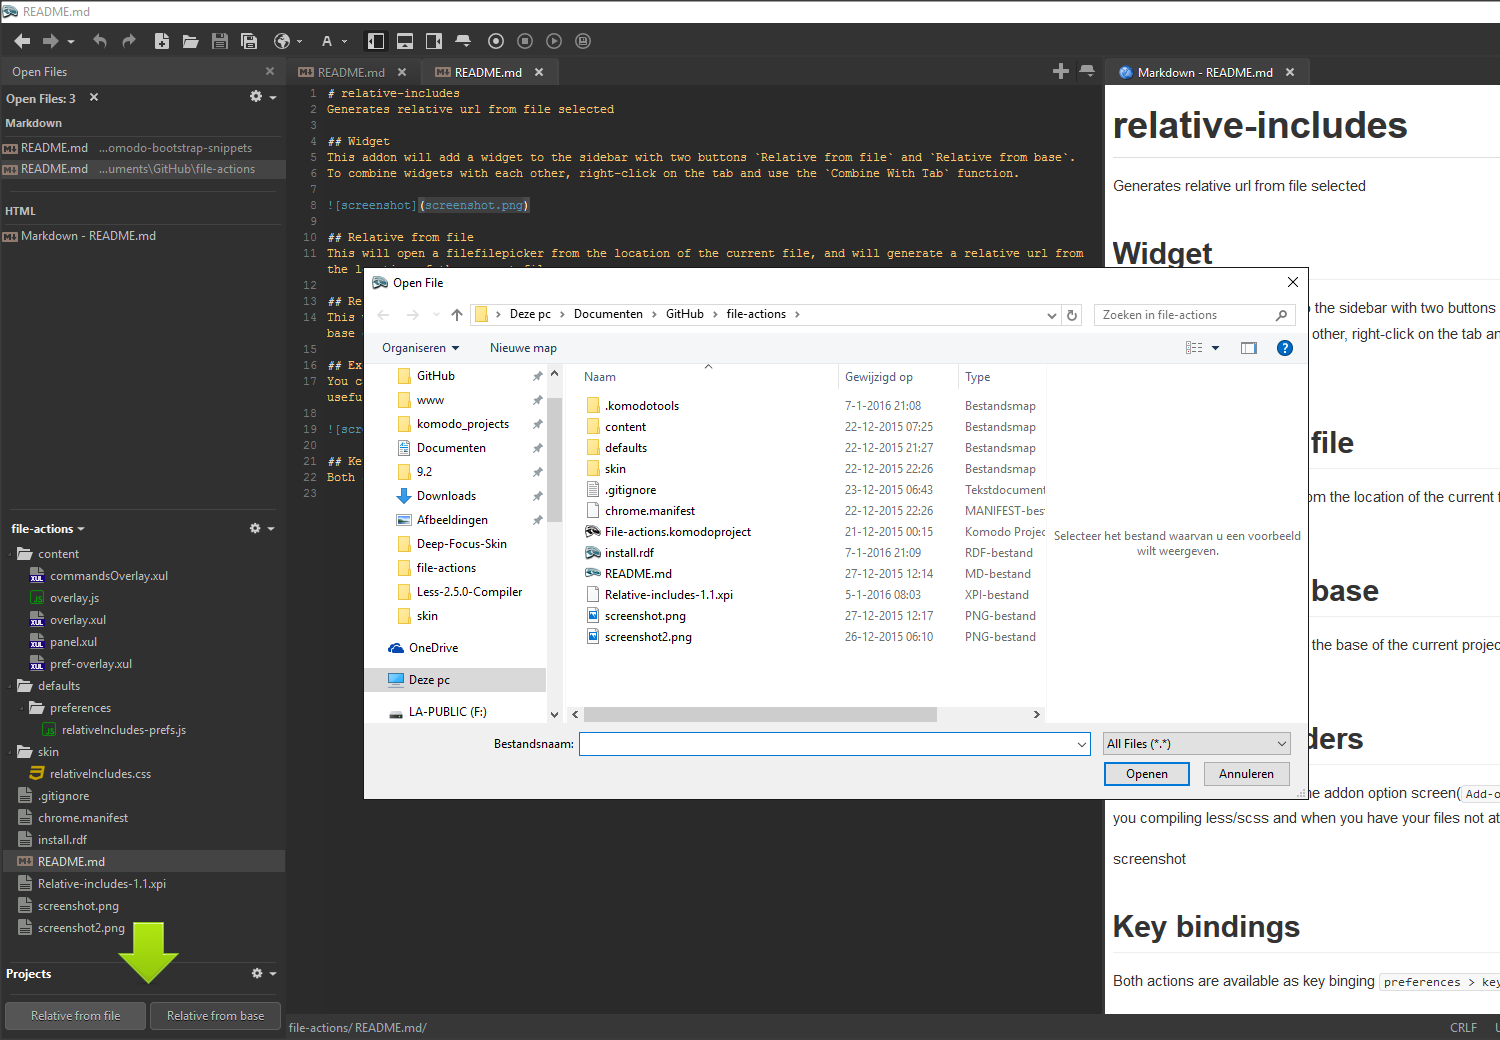 README.md
Open Files
Open Files: 3
Markdown
README.md ...omodo-bootstrap-snippets
README.md ...uments\GitHub\file-actions
HTML
Markdown - README.md
file-actions
content
commandsOverlay.xul
overlay.js
overlay.xul
panel.xul
pref-overlay.xul
defaults
preferences
relativeIncludes-prefs.js
skin
relativeIncludes.css
.gitignore
chrome.manifest
install.rdf
README.md
Relative-includes-1.1.xpi
screenshot.png
screenshot2.png
Projects
Relative from file
Relative from base
README.md
README.md
1 # relative-includes
2 Generates relative url from file selected
3
4 ## Widget
5 This addon will add a widget to the sidebar with two buttons `Relative from file` and `Relative from base`.
6 To combine widgets with each other, right-click on the tab and use the `Combine With Tab` function.
7
8 ![screenshot](screenshot.png)
9
10 ## Relative from file
11 This will open a filefilepicker from the location of the current file, and will generate a relative url from
12
13 ## Re
14 This
base
15
16 ## Ex
17 You c
usefu
18
19 ![scre
20
21 ## Ke
22 Both
23
file-actions/ README.md/
CRLF
Open File
Deze pc
Documenten
GitHub
file-actions
Zoeken in file-actions
Organiseren
Nieuwe map
GitHub
www
komodo_projects
Documenten
9.2
Downloads
Afbeeldingen
Deep-Focus-Skin
file-actions
Less-2.5.0-Compiler
skin
OneDrive
Deze pc
LA-PUBLIC (F:)
Naam Gewijzigd op Type
.komodotools 7-1-2016 21:08 Bestandsmap
content 22-12-2015 07:25 Bestandsmap
defaults 22-12-2015 21:27 Bestandsmap
skin 22-12-2015 22:26 Bestandsmap
.gitignore 23-12-2015 06:43 Tekstdocument
chrome.manifest 22-12-2015 22:26 MANIFEST-bes
File-actions.komodoproject 21-12-2015 00:15 Komodo Projec
install.rdf 7-1-2016 21:09 RDF-bestand
README.md 27-12-2015 12:14 MD-bestand
Relative-includes-1.1.xpi 5-1-2016 08:03 XPI-bestand
screenshot.png 27-12-2015 12:17 PNG-bestand
screenshot2.png 26-12-2015 06:10 PNG-bestand
Selecteer het bestand waarvan u een voorbeeld
wilt weergeven.
Bestandsnaam:
All Files (*.*)
Openen
Annuleren
Markdown - README.md
relative-includes
Generates relative url from file selected
Widget
the sidebar with two buttons
other, right-click on the tab an
file
om the location of the current f
base
the base of the current projec
ders
he addon option screen( Add-o
you compiling less/scss and when you have your files not at
screenshot
Key bindings
Both actions are available as key binging preferences > key